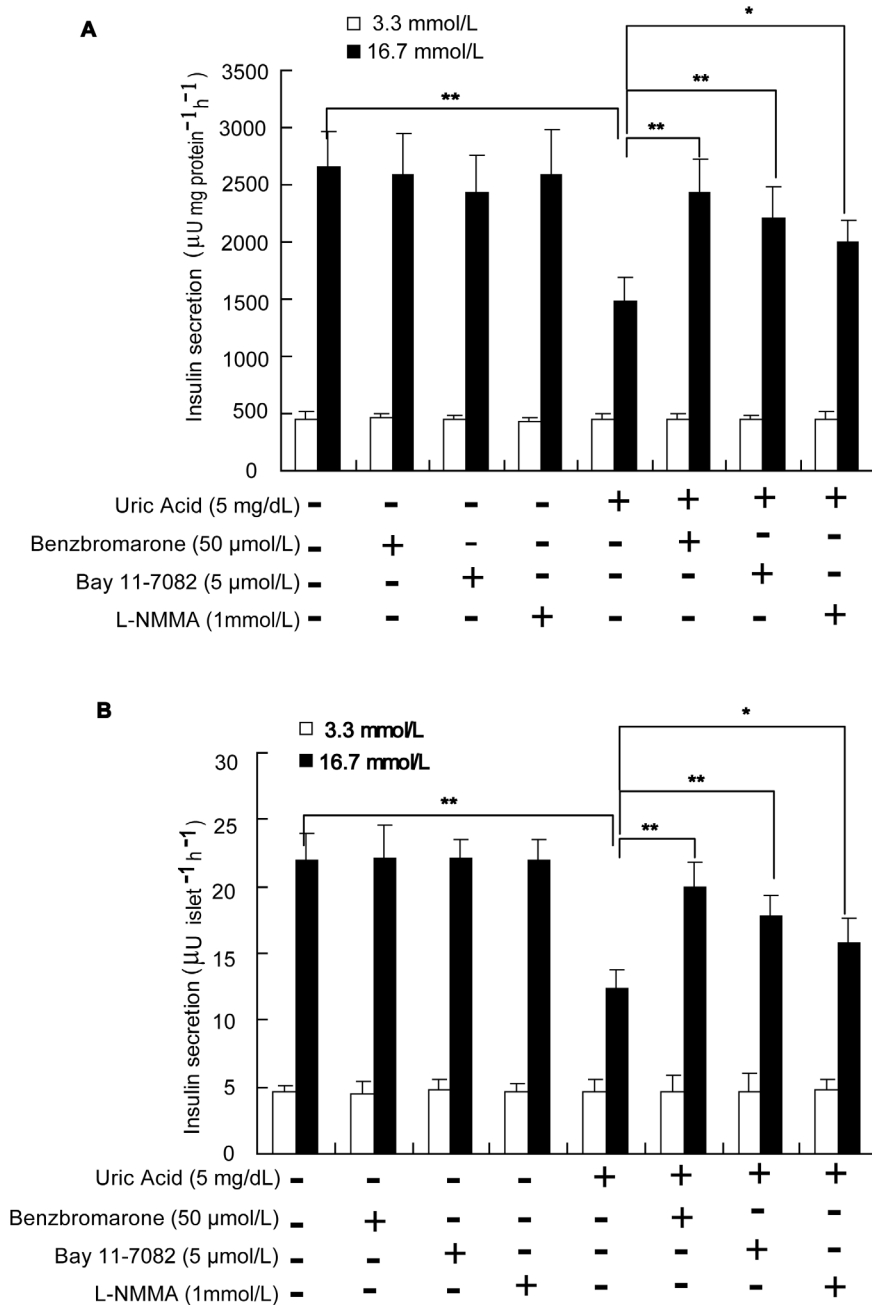 A
3.3 mmol/L
16.7 mmol/L
Insulin secretion (μU mg protein⁻¹h⁻¹)
3500
3000
2500
2000
1500
1000
500
0
**
**
**
*
Uric Acid (5 mg/dL) - - - - + + + +
Benzbromarone (50 μmol/L) - + - - - + - -
Bay 11-7082 (5 μmol/L) - - + - - - + -
L-NMMA (1mmol/L) - - - + - - - +
B
3.3 mmol/L
16.7 mmol/L
Insulin secretion (μU islet⁻¹h⁻¹)
30
25
20
15
10
5
0
**
**
**
*
Uric Acid (5 mg/dL) - - - - + + + +
Benzbromarone (50 μmol/L) - + - - - + - -
Bay 11-7082 (5 μmol/L) - - + - - - + -
L-NMMA (1mmol/L) - - - + - - - +